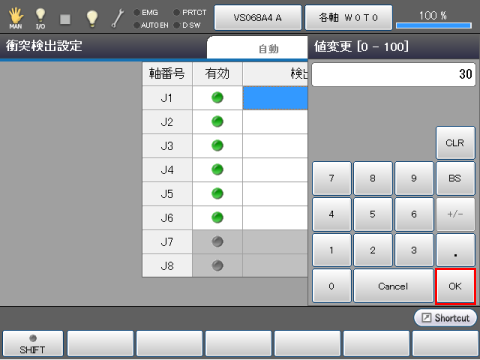 MAN I/O EMG PRTCT AUTO EN D SW VS068A4 A 各軸 W0T0 100 %
衝突検出設定 自動 値変更 [0 - 100]
30
軸番号 有効
J1
J2
J3
J4
J5
J6
J7
J8
CLR
7 8 9 BS
4 5 6 +/-
1 2 3 .
0 Cancel OK
Shortcut
SHIFT